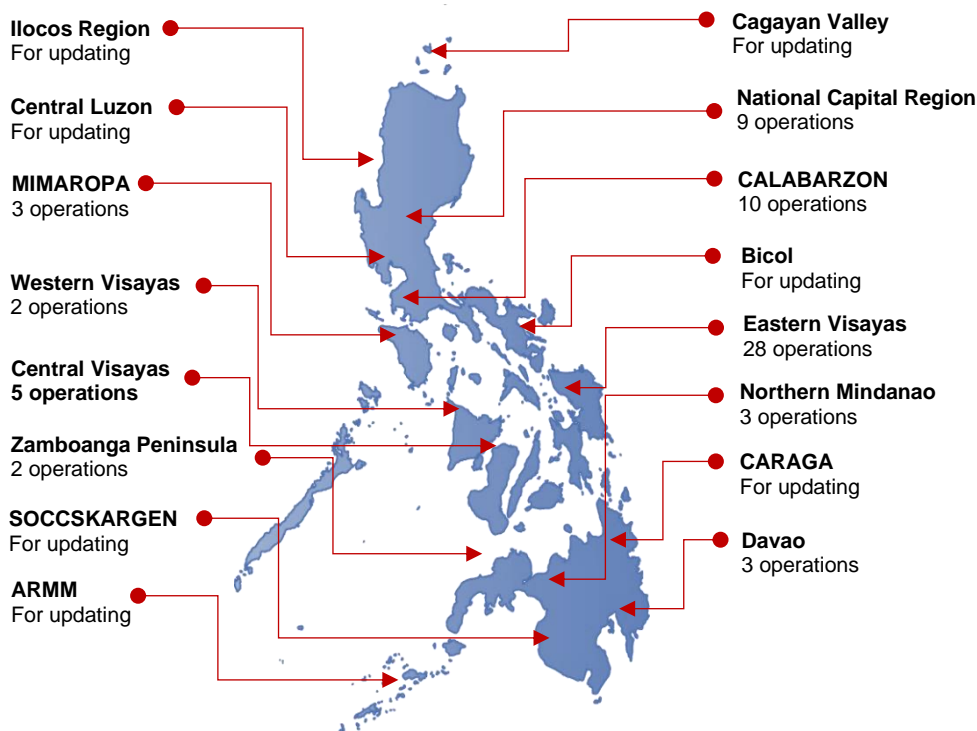 Ilocos Region
For updating
Central Luzon
For updating
MIMAROPA
3 operations
Western Visayas
2 operations
Central Visayas
5 operations
Zamboanga Peninsula
2 operations
SOCCSKARGEN
For updating
ARMM
For updating
Cagayan Valley
For updating
National Capital Region
9 operations
CALABARZON
10 operations
Bicol
For updating
Eastern Visayas
28 operations
Northern Mindanao
3 operations
CARAGA
For updating
Davao
3 operations